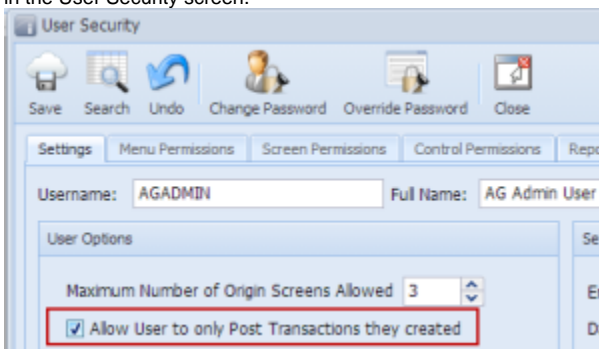 in the User Security screen.
User Security
Save Search Undo Change Password Override Password Close
Settings Menu Permissions Screen Permissions Control Permissions Repo
Username: AGADMIN Full Name: AG Admin User
User Options Se
Maximum Number of Origin Screens Allowed 3 E
Allow User to only Post Transactions they created D